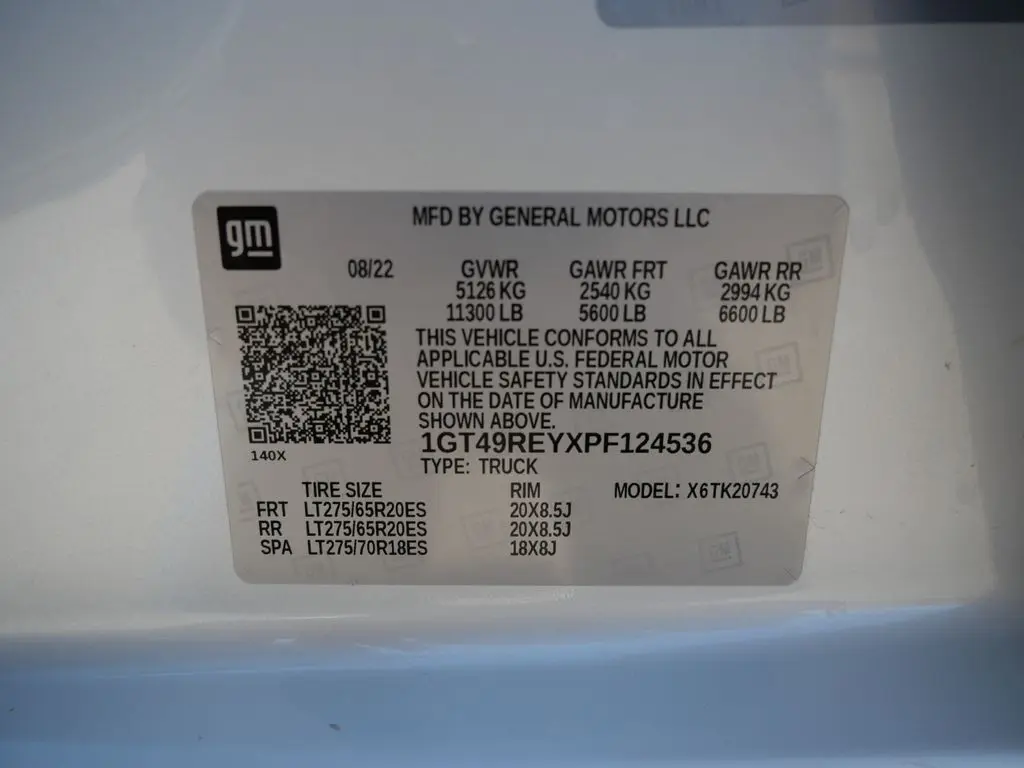 gm
MFD BY GENERAL MOTORS LLC
08/22 GVWR GAWR FRT GAWR RR
5126 KG 2540 KG 2994 KG
11300 LB 5600 LB 6600 LB
THIS VEHICLE CONFORMS TO ALL
APPLICABLE U.S. FEDERAL MOTOR
VEHICLE SAFETY STANDARDS IN EFFECT
ON THE DATE OF MANUFACTURE
SHOWN ABOVE.
1GT49REYXPF124536
140X
TYPE: TRUCK
TIRE SIZE RIM MODEL: X6TK20743
FRT LT275/65R20ES 20X8.5J
RR LT275/65R20ES 20X8.5J
SPA LT275/70R18ES 18X8J